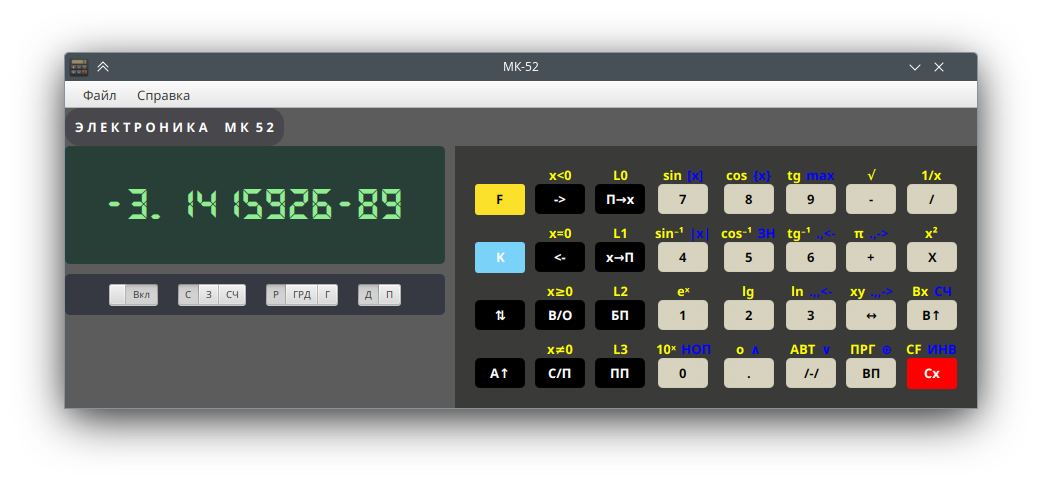 МК-52
Файл Справка
ЭЛЕКТРОНИКА МК 52
-3. 1415926-89
Вкл С З СЧ Р ГРД Г Д П
x<0 L0 sin [x] cos {x} tg max √ 1/x
F -> П→x 7 8 9 - /
x=0 L1 sin⁻¹ |x| cos⁻¹ ЗН tg⁻¹ .,<- π .,-> x²
K <- x→П 4 5 6 + X
x≥0 L2 eˣ lg ln .,,<- xy .,,-> Bx СЧ
⇅ В/О БП 1 2 3 ↔ В↑
x≠0 L3 10ˣ НОП о ∧ АВТ ∨ ПРГ ⊕ CF ИНВ
А↑ С/П ПП 0 . /-/ ВП Cx